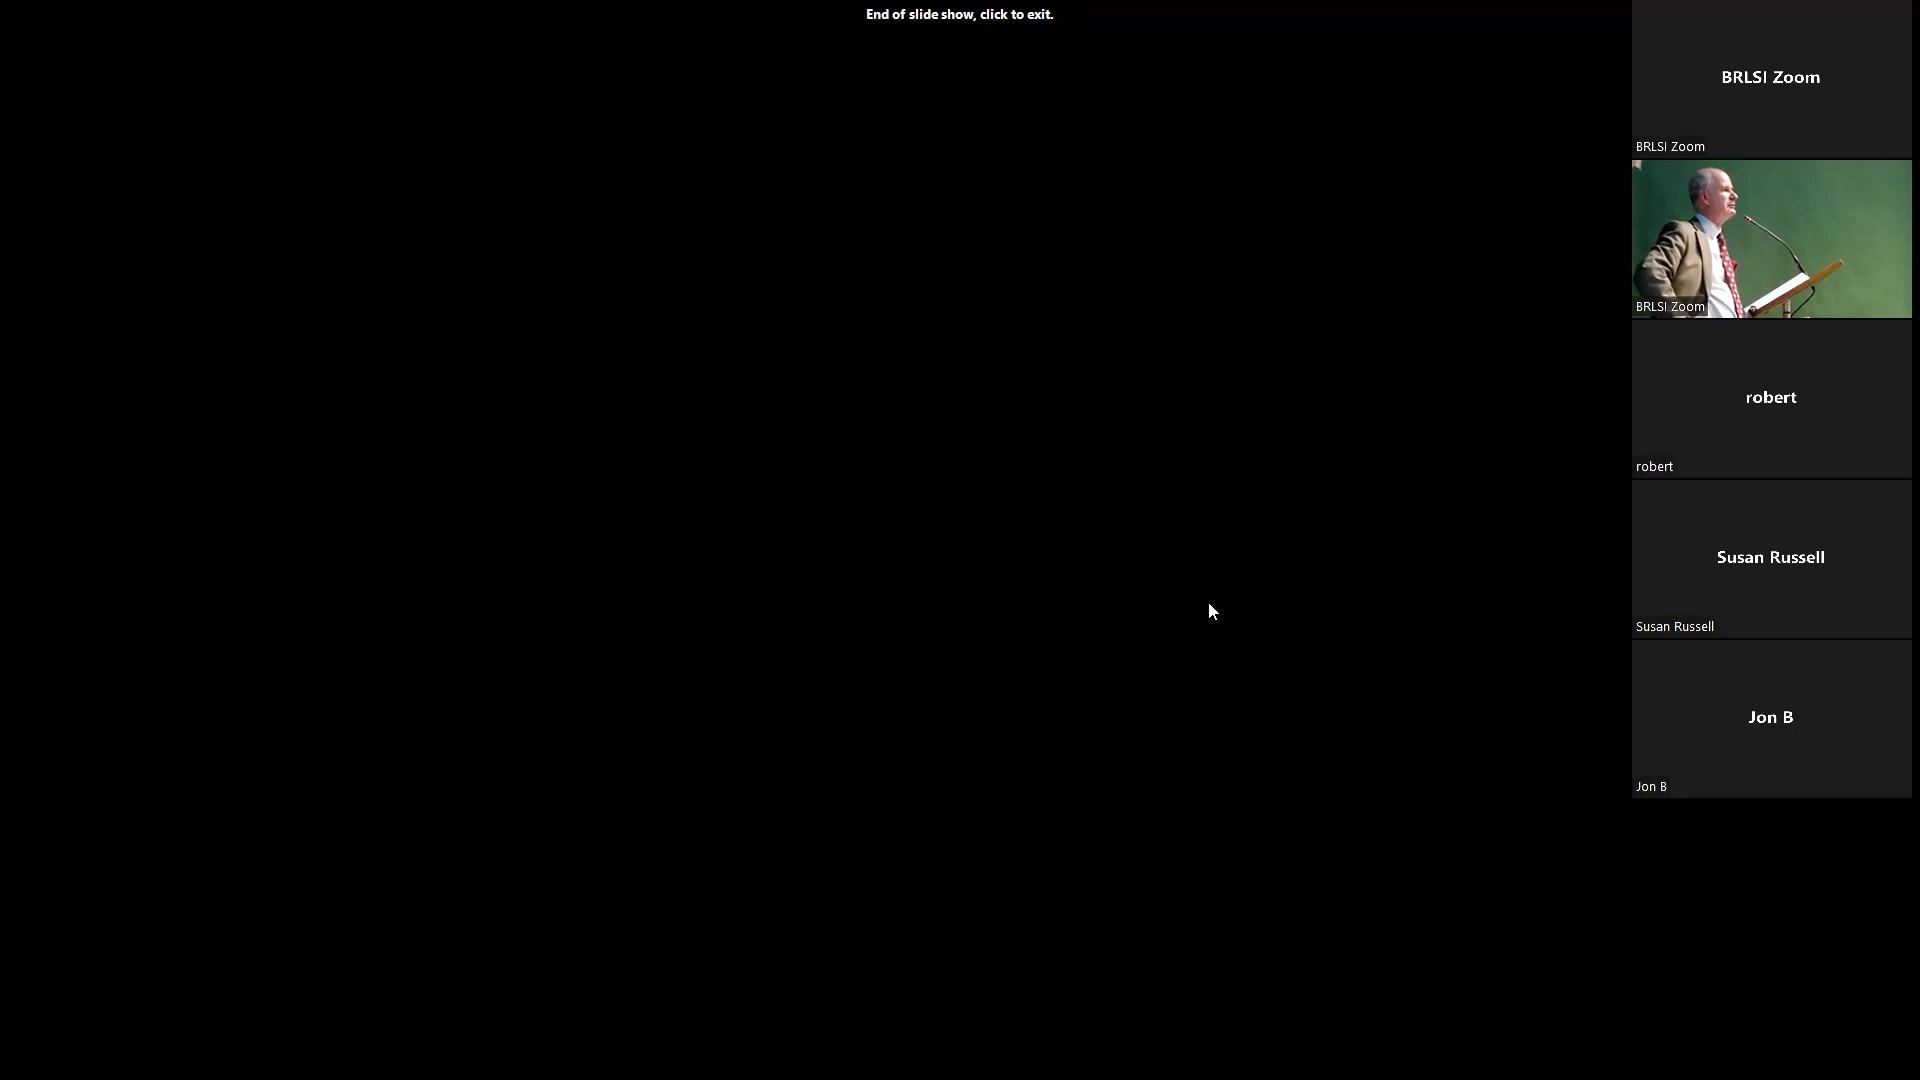 End of slide show, click to exit.
BRLSI Zoom
BRLSI Zoom
BRLSI Zoom
robert
robert
Susan Russell
Susan Russell
Jon B
Jon B